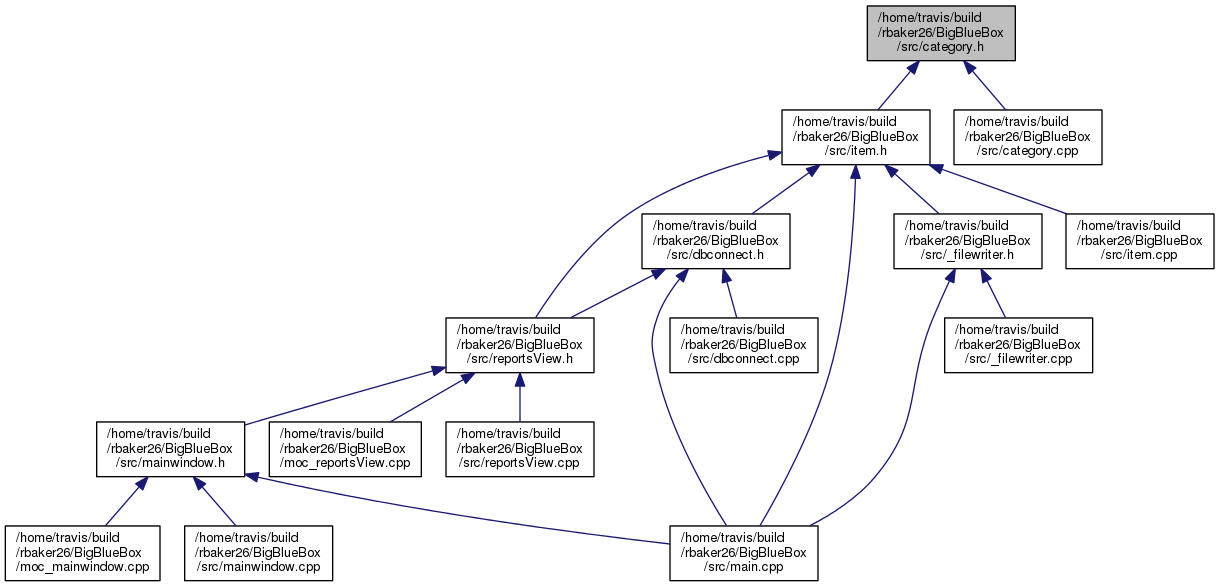 /home/travis/build
/rbaker26/BigBlueBox
/src/category.h
/home/travis/build
/rbaker26/BigBlueBox
/src/item.h
/home/travis/build
/rbaker26/BigBlueBox
/src/category.cpp
/home/travis/build
/rbaker26/BigBlueBox
/src/dbconnect.h
/home/travis/build
/rbaker26/BigBlueBox
/src/_filewriter.h
/home/travis/build
/rbaker26/BigBlueBox
/src/item.cpp
/home/travis/build
/rbaker26/BigBlueBox
/src/reportsView.h
/home/travis/build
/rbaker26/BigBlueBox
/src/dbconnect.cpp
/home/travis/build
/rbaker26/BigBlueBox
/src/_filewriter.cpp
/home/travis/build
/rbaker26/BigBlueBox
/src/mainwindow.h
/home/travis/build
/rbaker26/BigBlueBox
/moc_reportsView.cpp
/home/travis/build
/rbaker26/BigBlueBox
/src/reportsView.cpp
/home/travis/build
/rbaker26/BigBlueBox
/moc_mainwindow.cpp
/home/travis/build
/rbaker26/BigBlueBox
/src/mainwindow.cpp
/home/travis/build
/rbaker26/BigBlueBox
/src/main.cpp